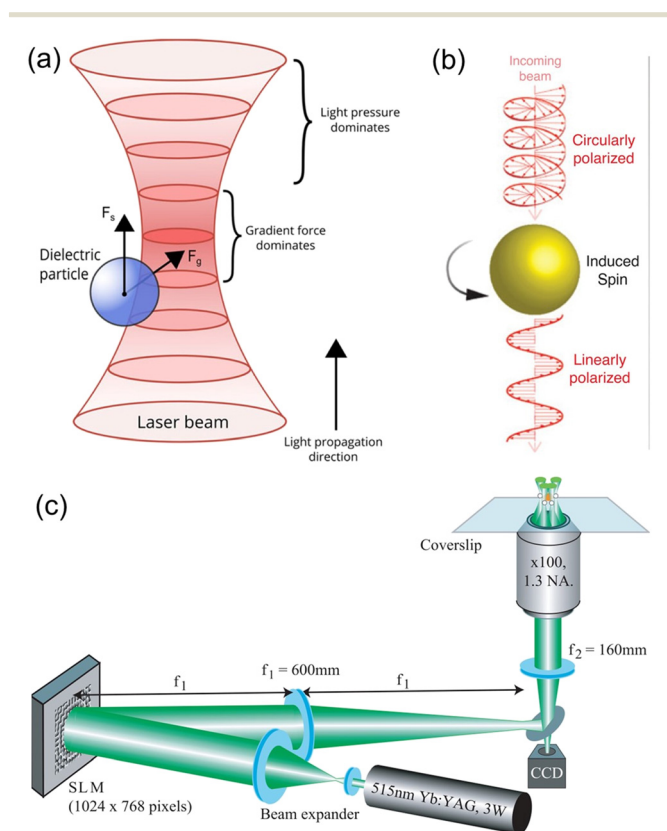 (a)
Light pressure
dominates
Gradient force
dominates
Fs
Fg
Dielectric
particle
Laser beam
Light propagation
direction
(b)
Incoming
beam
Circularly
polarized
Induced
Spin
Linearly
polarized
(c)
Coverslip
x100,
1.3 NA.
f2 = 160mm
f1
f1 = 600mm
f1
SLM
(1024 x 768 pixels)
Beam expander
515nm Yb:YAG, 3W
CCD